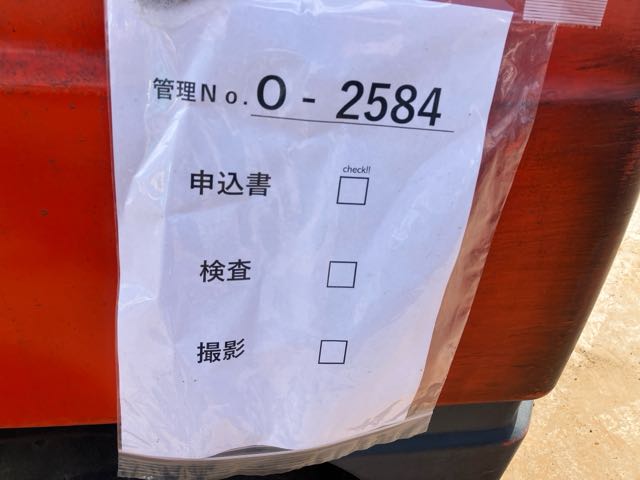 管理No. O - 2584
check!!
申込書 □
検査 □
撮影 □